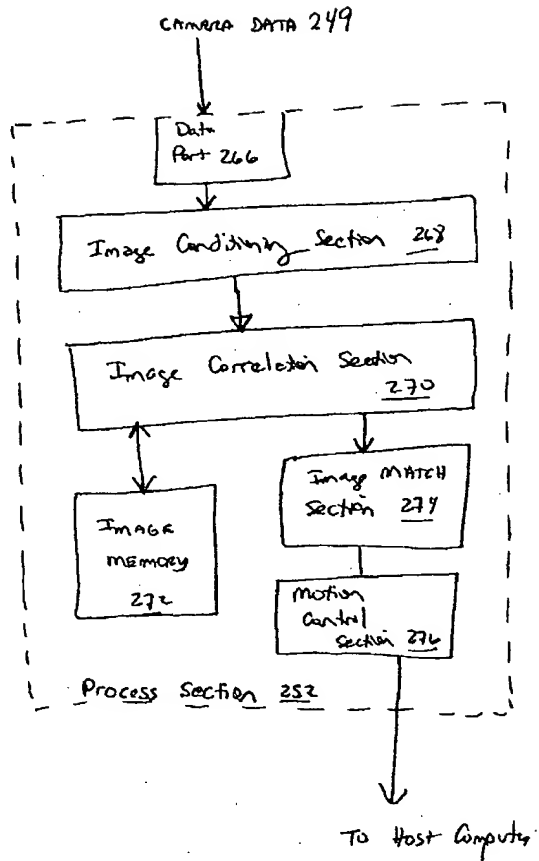 CAMERA DATA 249
Data
Port 266
Image Conditioning Section 268
Image Correlation Section
270
Image MATCH
Section 274
IMAGE
MEMORY
272
Motion
Control
Section 276
Process Section 252
To Host Computer